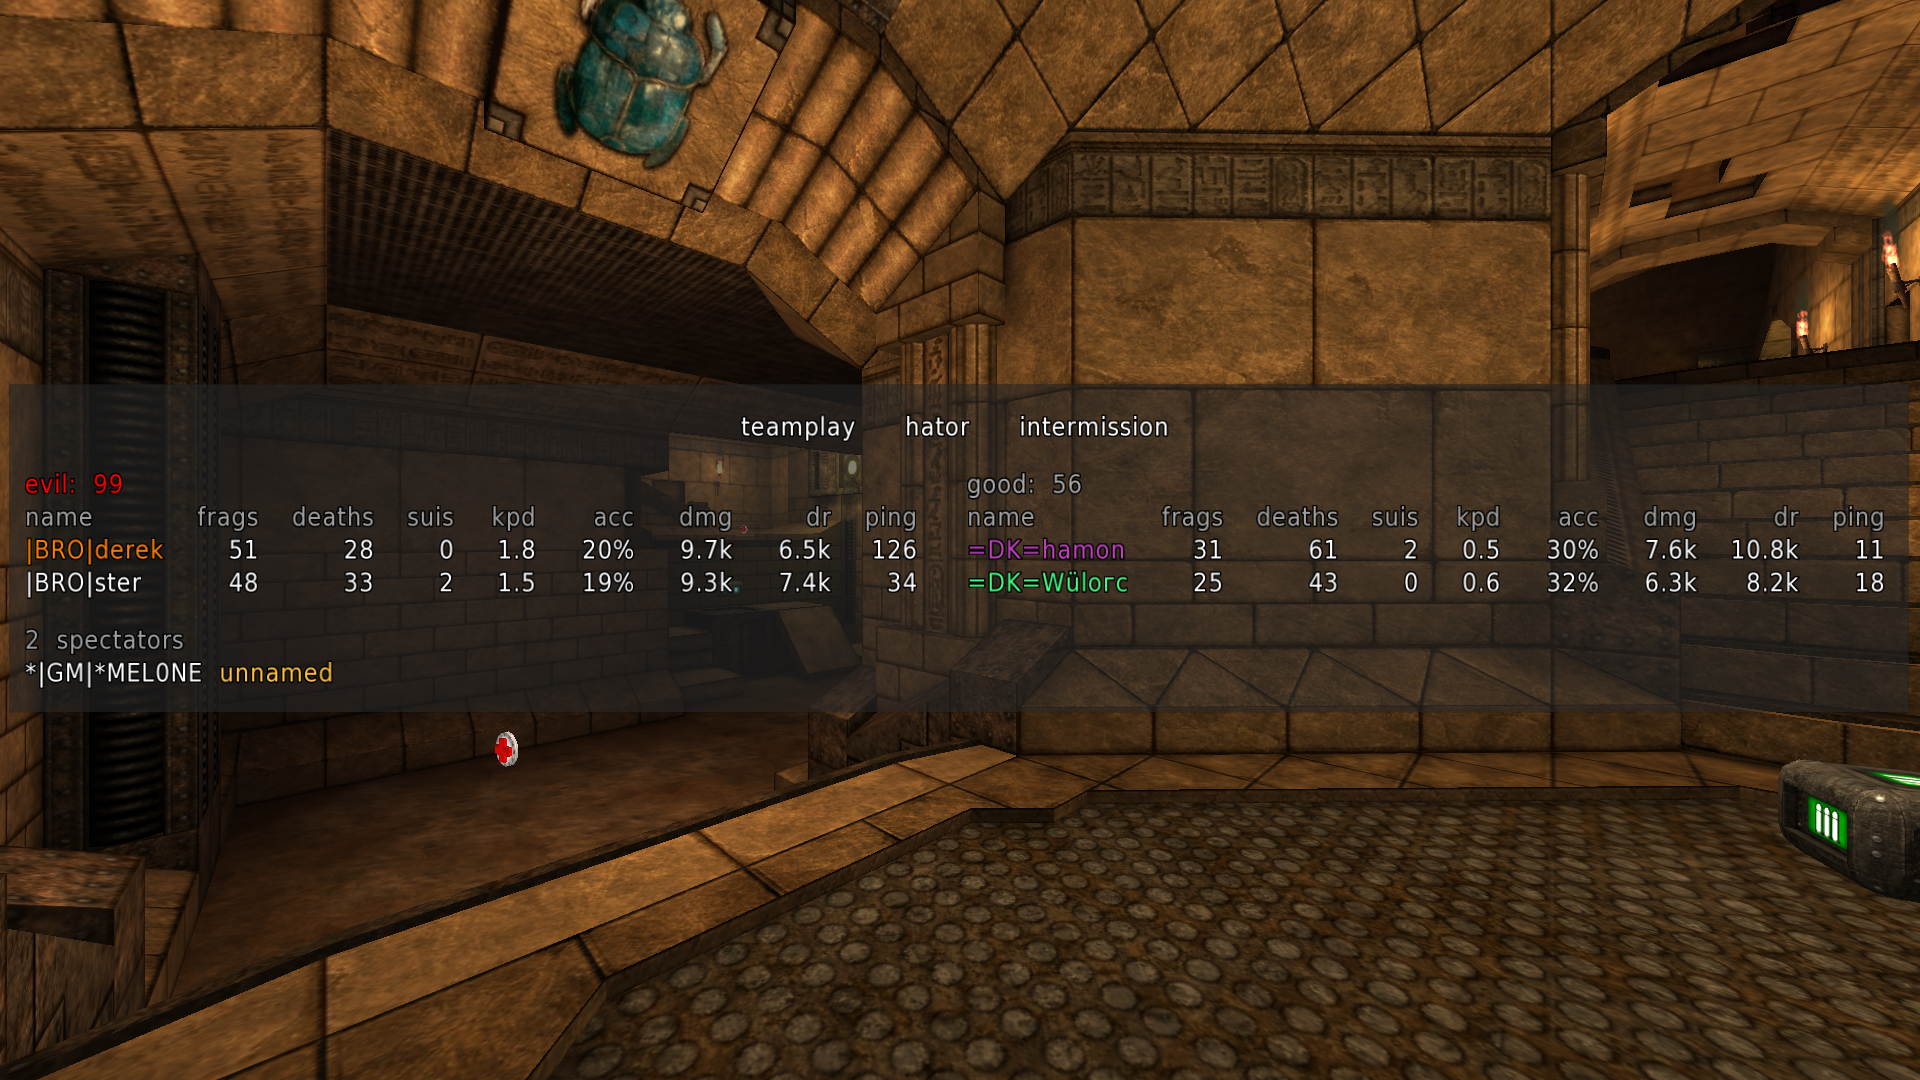 teamplay hator intermission
evil: 99
name frags deaths suis kpd acc dmg dr ping
|BRO|derek 51 28 0 1.8 20% 9.7k 6.5k 126
|BRO|ster 48 33 2 1.5 19% 9.3k 7.4k 34
good: 56
name frags deaths suis kpd acc dmg dr ping
=DK=hamon 31 61 2 0.5 30% 7.6k 10.8k 11
=DK=Wülorc 25 43 0 0.6 32% 6.3k 8.2k 18
2 spectators
*|GM|*MEL0NE unnamed